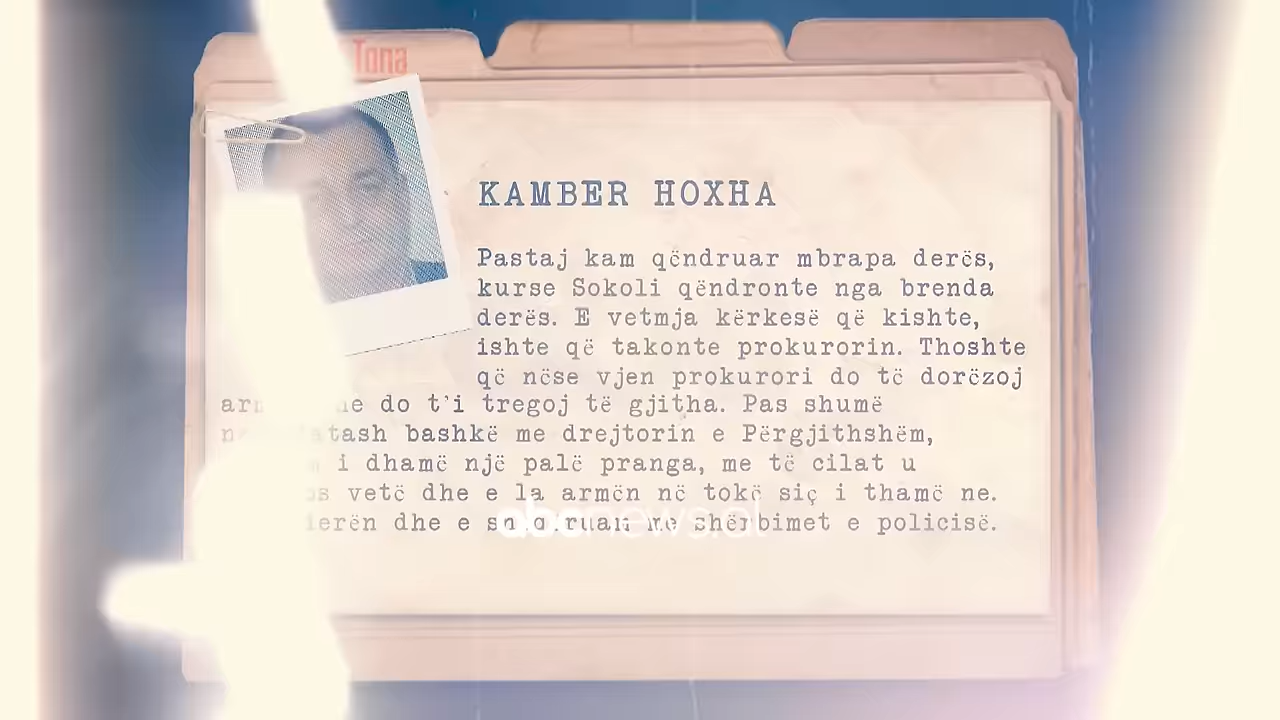 Tona
KAMBER HOXHA
Pastaj kam qëndruar mbrapa derës,
kurse Sokoli qëndronte nga brenda
derës. E vetmja kërkesë që kishte,
ishte që takonte prokurorin. Thoshte
që nëse vjen prokurori do të dorëzoj
do t'i tregoj të gjitha. Pas shumë
bashkë me drejtorin e Përgjithshëm,
i dhamë një palë pranga, me të cilat u
vetë dhe e la armën në tokë siç i thamë ne.
dhe e me shërbimet e policisë.
abcnews.al